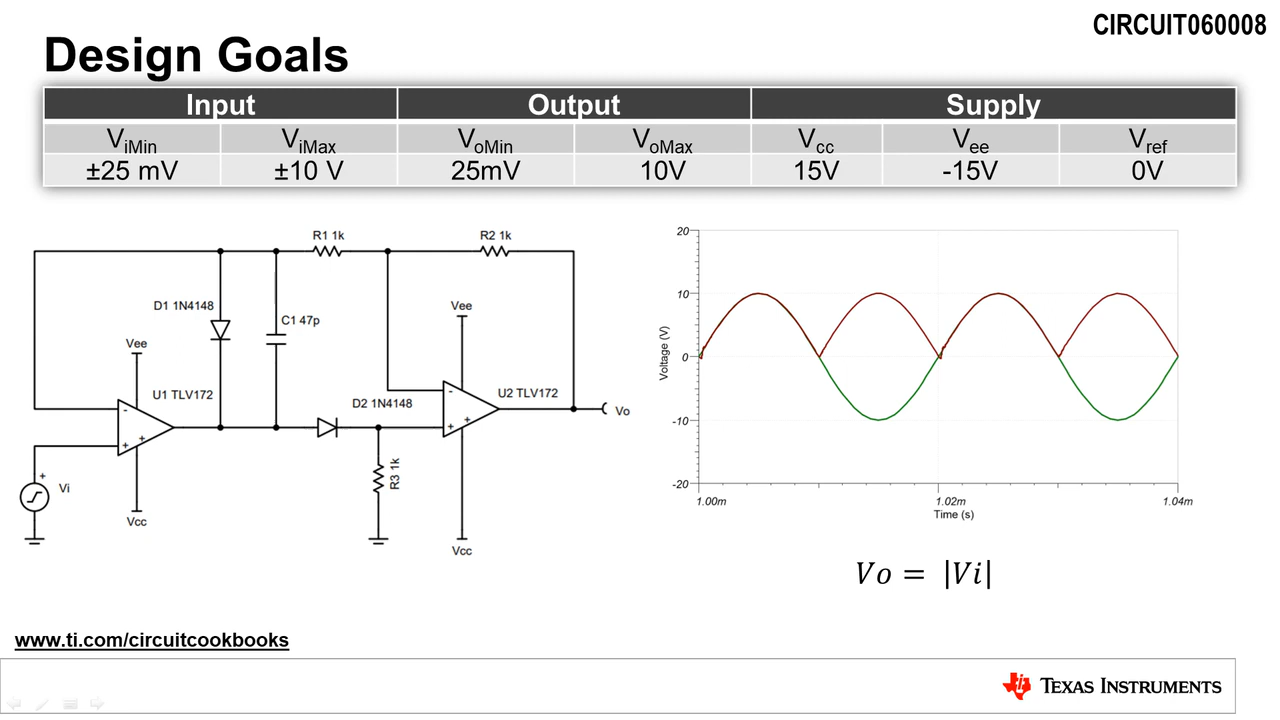 CIRCUIT060008
Design Goals
Input Output Supply
ViMin ViMax VoMin VoMax Vcc Vee Vref
±25 mV ±10 V 25mV 10V 15V -15V 0V
R1 1k
R2 1k
D1 1N4148
C1 47p
Vee
Vee
U1 TLV172
U2 TLV172
D2 1N4148
-
+
+
-
+
+
Vo
R3 1k
+
Vi
Vcc
Vcc
20
10
0
-10
-20
Voltage (V)
1.00m 1.02m 1.04m
Time (s)
Vo = |Vi|
www.ti.com/circuitcookbooks
ti TEXAS INSTRUMENTS